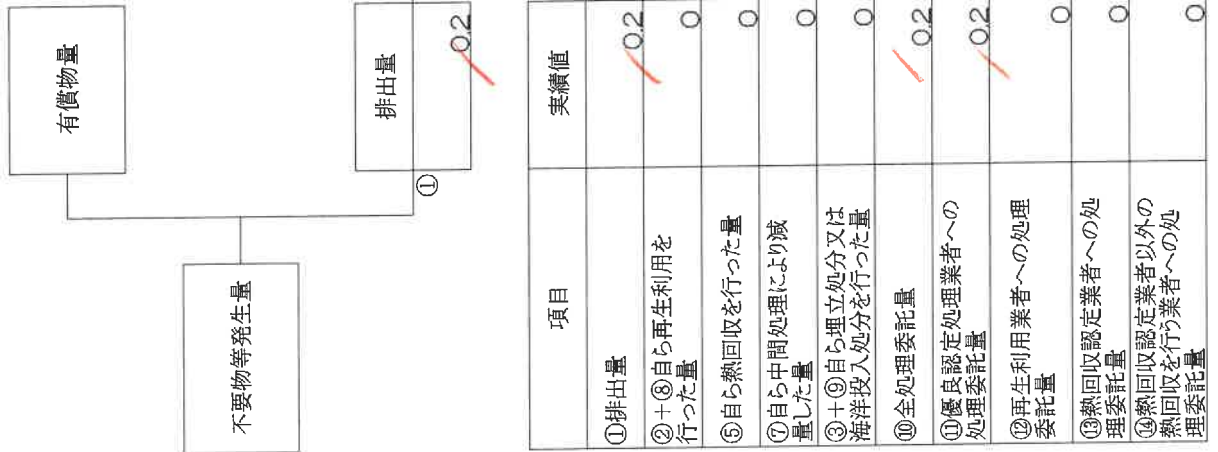 有償物量
不要物等発生量
排出量
①
0.2
項目
実績値
①排出量
0.2
②+⑧自ら再生利用を
行った量
0
⑤自ら熱回収を行った量
0
⑦自ら中間処理により減
量した量
0
③+⑨自ら埋立処分又は
海洋投入処分を行った量
0
⑩全処理委託量
0.2
⑪優良認定処理業者への
処理委託量
0.2
⑫再生利用業者への処理
委託量
0
⑬熱回収認定業者への処
理委託量
0
⑭熱回収認定業者以外の
熱回収を行う業者への処
理委託量
0